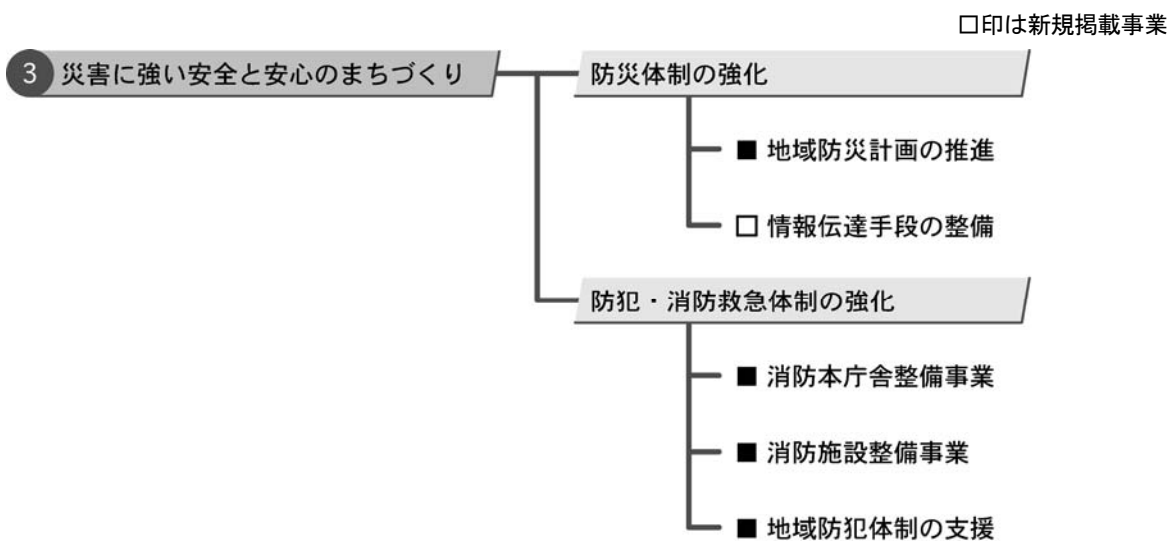 □印は新規掲載事業
3 災害に強い安全と安心のまちづくり
防災体制の強化
■ 地域防災計画の推進
□ 情報伝達手段の整備
防犯・消防救急体制の強化
■ 消防本庁舎整備事業
■ 消防施設整備事業
■ 地域防犯体制の支援